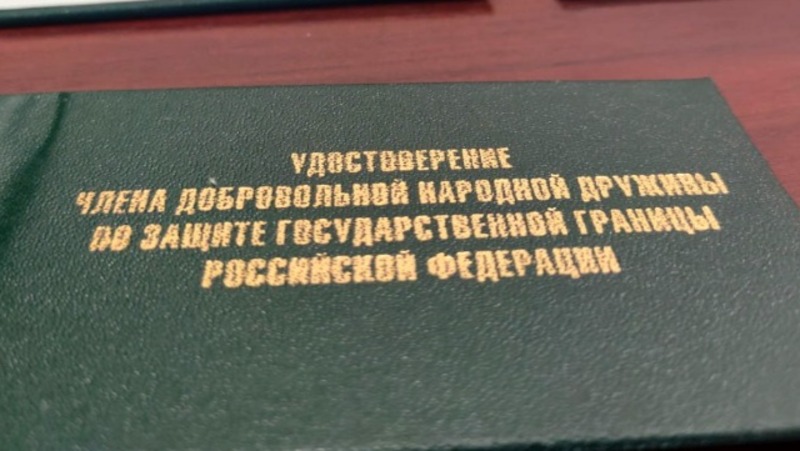 УДОСТОВЕРЕНИЕ
ЧЛЕНА ДОБРОВОЛЬНОЙ НАРОДНОЙ ДРУЖИНЫ
ПО ЗАЩИТЕ ГОСУДАРСТВЕННОЙ ГРАНИЦЫ
РОССИЙСКОЙ ФЕДЕРАЦИИ